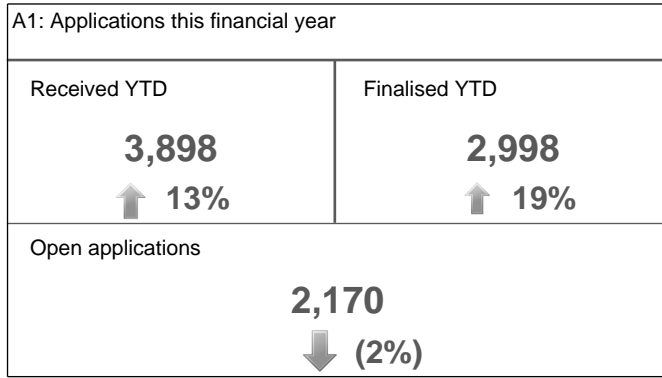 A1: Applications this financial year
Received YTD
3,898
13%
Finalised YTD
2,998
19%
Open applications
2,170
(2%)